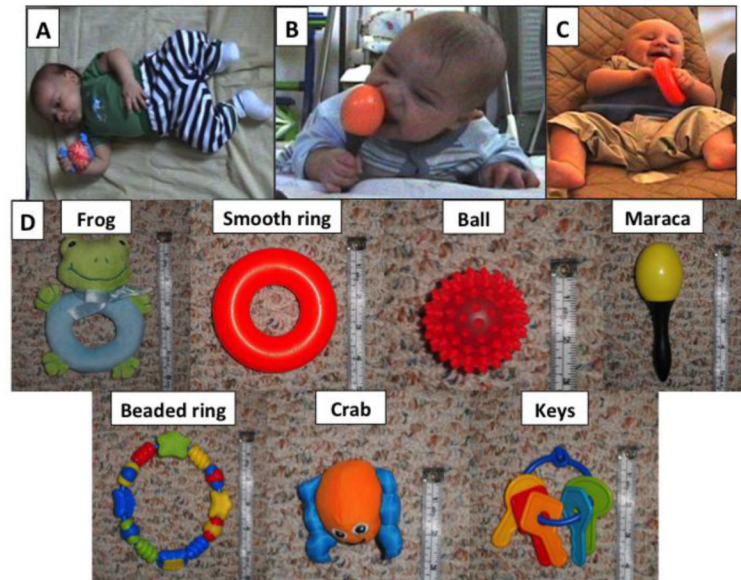 A
B
C
D
Frog
Smooth ring
Ball
Maraca
Beaded ring
Crab
Keys